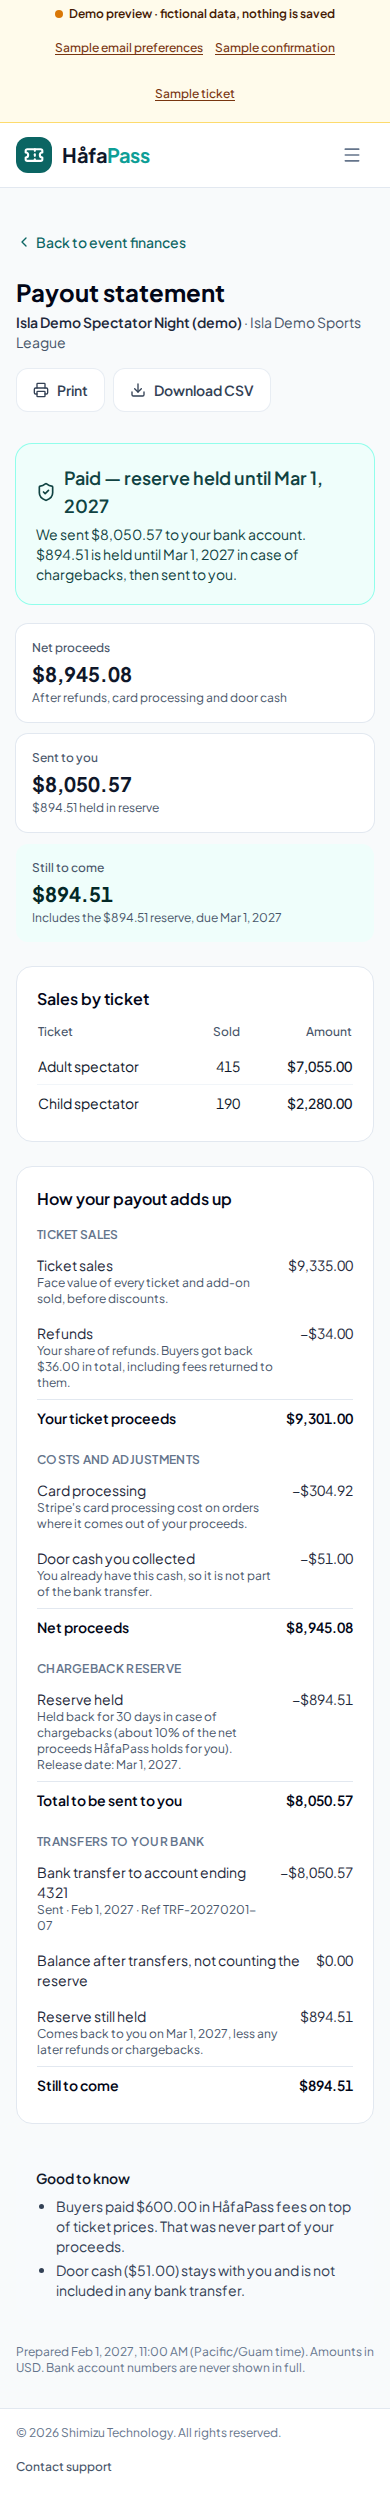 Demo preview · fictional data, nothing is saved
Sample email preferences Sample confirmation
Sample ticket
HåfaPass
Back to event finances
Payout statement
Isla Demo Spectator Night (demo) · Isla Demo Sports
League
Print Download CSV
Paid — reserve held until Mar 1,
2027
We sent $8,050.57 to your bank account.
$894.51 is held until Mar 1, 2027 in case of
chargebacks, then sent to you.
Net proceeds
$8,945.08
After refunds, card processing and door cash
Sent to you
$8,050.57
$894.51 held in reserve
Still to come
$894.51
Includes the $894.51 reserve, due Mar 1, 2027
Sales by ticket
Ticket Sold Amount
Adult spectator 415 $7,055.00
Child spectator 190 $2,280.00
How your payout adds up
TICKET SALES
Ticket sales $9,335.00
Face value of every ticket and add-on
sold, before discounts.
Refunds −$34.00
Your share of refunds. Buyers got back
$36.00 in total, including fees returned to
them.
Your ticket proceeds $9,301.00
COSTS AND ADJUSTMENTS
Card processing −$304.92
Stripe's card processing cost on orders
where it comes out of your proceeds.
Door cash you collected −$51.00
You already have this cash, so it is not part
of the bank transfer.
Net proceeds $8,945.08
CHARGEBACK RESERVE
Reserve held −$894.51
Held back for 30 days in case of
chargebacks (about 10% of the net
proceeds HåfaPass holds for you).
Release date: Mar 1, 2027.
Total to be sent to you $8,050.57
TRANSFERS TO YOUR BANK
Bank transfer to account ending −$8,050.57
4321
Sent · Feb 1, 2027 · Ref TRF-20270201-
07
Balance after transfers, not counting the $0.00
reserve
Reserve still held $894.51
Comes back to you on Mar 1, 2027, less any
later refunds or chargebacks.
Still to come $894.51
Good to know
• Buyers paid $600.00 in HåfaPass fees on top
of ticket prices. That was never part of your
proceeds.
• Door cash ($51.00) stays with you and is not
included in any bank transfer.
Prepared Feb 1, 2027, 11:00 AM (Pacific/Guam time). Amounts in
USD. Bank account numbers are never shown in full.
© 2026 Shimizu Technology. All rights reserved.
Contact support